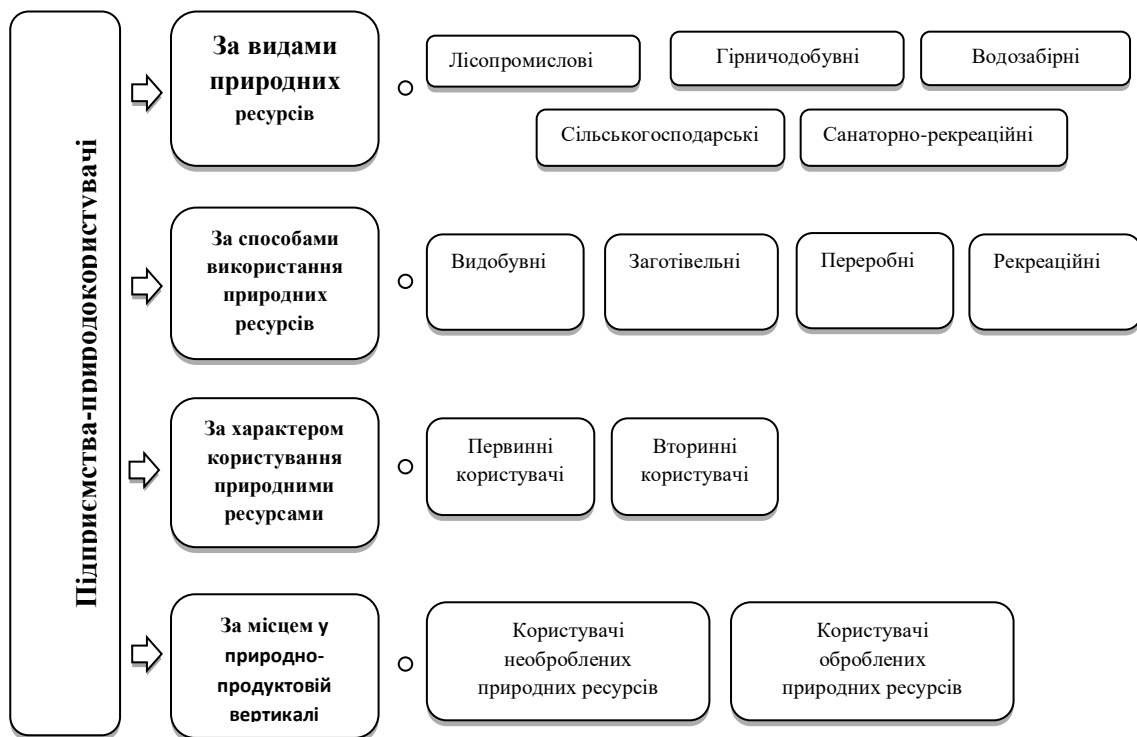 Підприємства-природокористувачі
За видами
природних
ресурсів
Лісопромислові
Гірничодобувні
Водозабірні
Сільськогосподарські
Санаторно-рекреаційні
За способами
використання
природних
ресурсів
Видобувні
Заготівельні
Переробні
Рекреаційні
За характером
користування
природними
ресурсами
Первинні
користувачі
Вторинні
користувачі
За місцем у
природно-
продуктовій
вертикалі
Користувачі
необроблених
природних ресурсів
Користувачі
оброблених
природних ресурсів